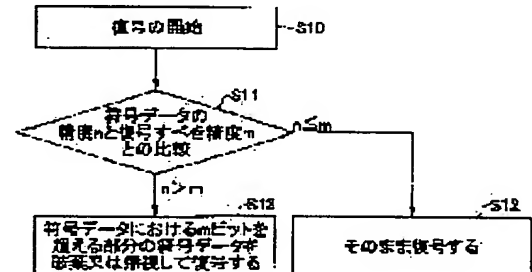 復号の開始
S10
S11
符号データの
精度nと復号すべき精度m
との比較
n≦m
n>m
S13
符号データにおけるmビットを
超える部分の符号データを
破棄又は無視して復号する
S12
そのまま復号する